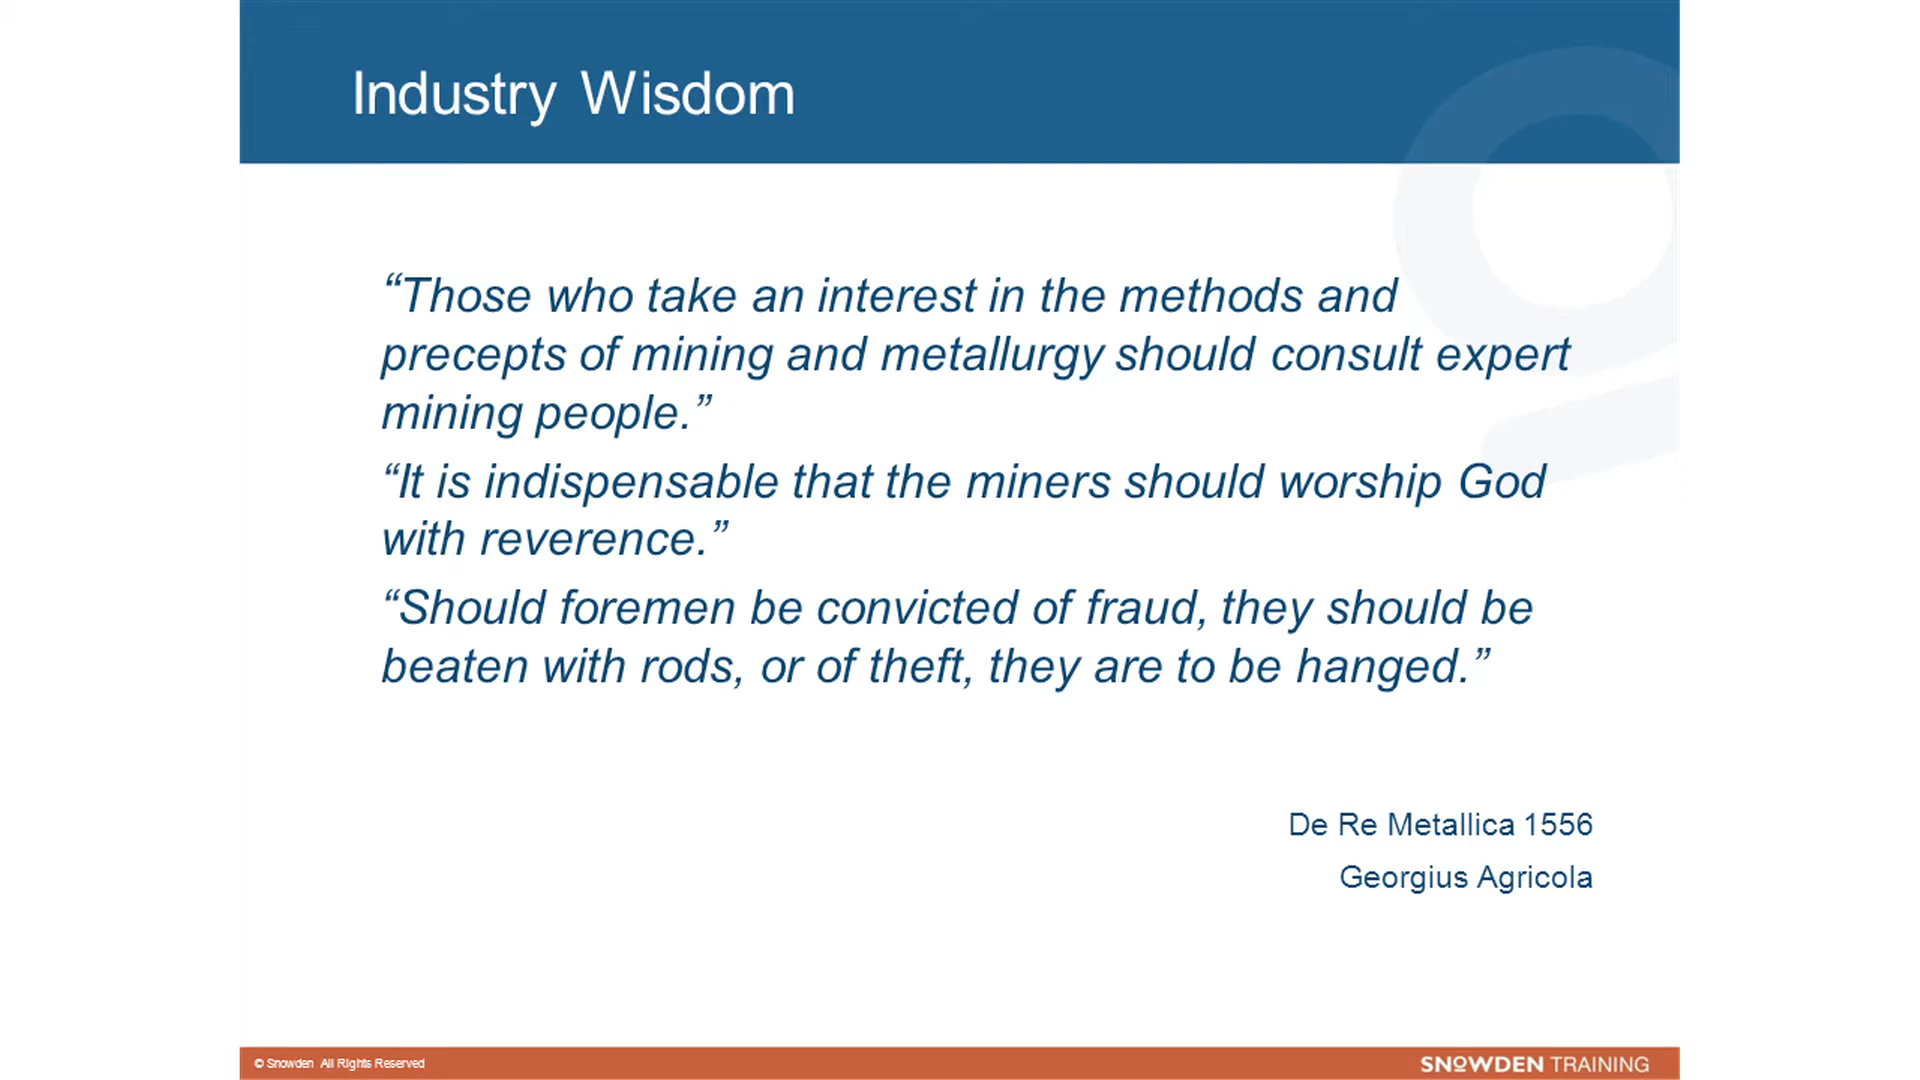 Industry Wisdom
“Those who take an interest in the methods and
precepts of mining and metallurgy should consult expert
mining people.”
“It is indispensable that the miners should worship God
with reverence.”
“Should foremen be convicted of fraud, they should be
beaten with rods, or of theft, they are to be hanged.”
De Re Metallica 1556
Georgius Agricola
© Snowden All Rights Reserved
SNOWDEN TRAINING